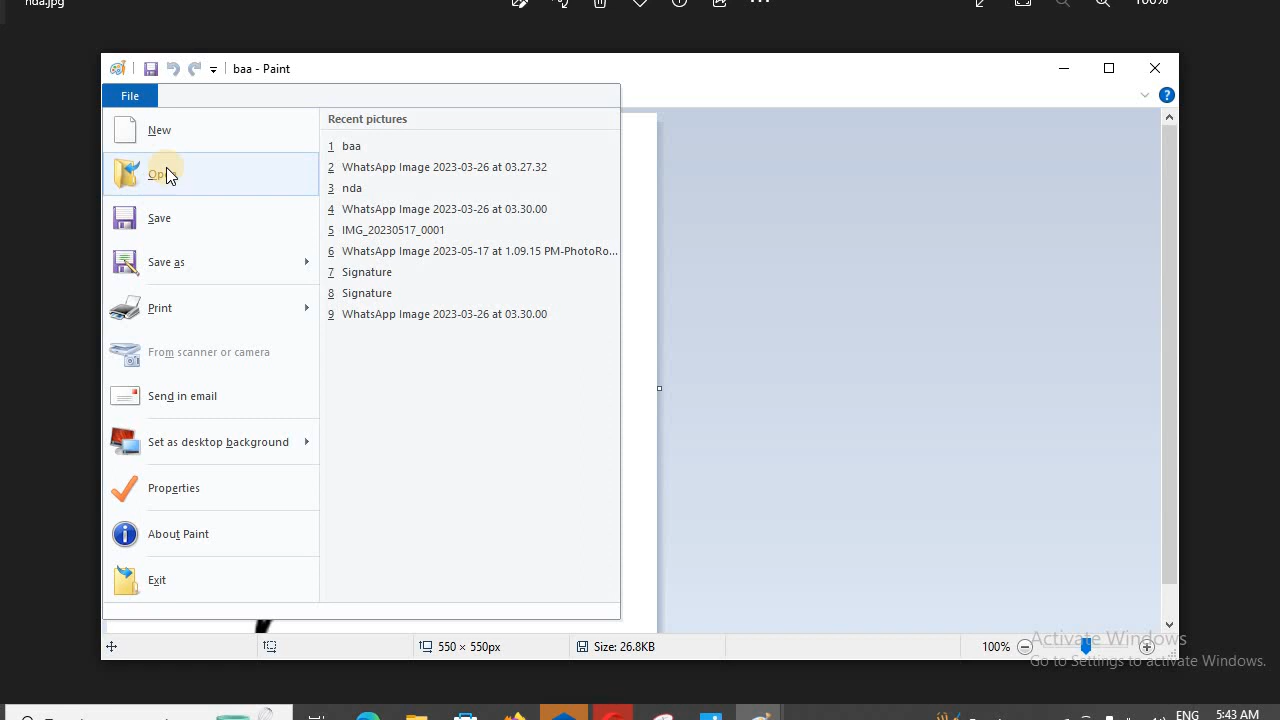 nda.jpg
100%
baa - Paint
File
New
Open
Save
Save as
Print
From scanner or camera
Send in email
Set as desktop background
Properties
About Paint
Exit
Recent pictures
1 baa
2 WhatsApp Image 2023-03-26 at 03.27.32
3 nda
4 WhatsApp Image 2023-03-26 at 03.30.00
5 IMG_20230517_0001
6 WhatsApp Image 2023-05-17 at 1.09.15 PM-PhotoRo...
7 Signature
8 Signature
9 WhatsApp Image 2023-03-26 at 03.30.00
550 × 550px
Size: 26.8KB
100%
Activate Windows
Go to Settings to activate Windows.
ENG
5:43 AM